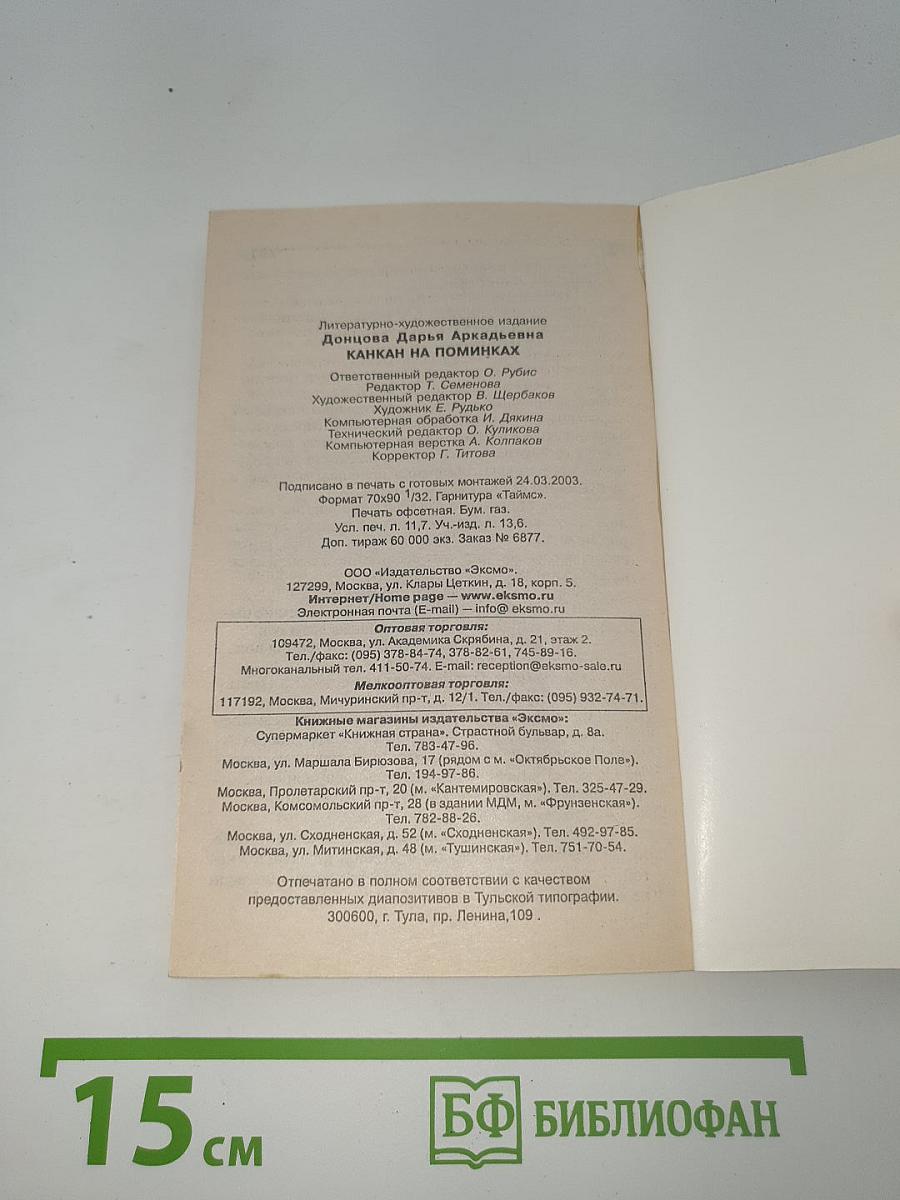 Литературно-художественное издание
Донцова Дарья Аркадьевна
КАНКАН НА ПОМИНКАХ
Ответственный редактор О. Рубис
Редактор Т. Семенова
Художественный редактор В. Щербаков
Художник Е. Рудько
Компьютерная обработка И. Дякина
Технический редактор О. Куликова
Компьютерная верстка А. Колпаков
Корректор Г. Титова
Подписано в печать с готовых монтажей 24.03.2003.
Формат 70х90 1/32. Гарнитура «Таймс».
Печать офсетная. Бум. газ.
Усл. печ. л. 11,7. Уч.-изд. л. 13,6.
Доп. тираж 60 000 экз. Заказ № 6877.
ООО «Издательство «Эксмо».
127299, Москва, ул. Клары Цеткин, д. 18, корп. 5.
Интернет/Home page — www.eksmo.ru
Электронная почта (E-mail) — info@ eksmo.ru
Оптовая торговля:
109472, Москва, ул. Академика Скрябина, д. 21, этаж 2.
Тел./факс: (095) 378-84-74, 378-82-61, 745-89-16.
Многоканальный тел. 411-50-74. E-mail: reception@eksmo-sale.ru
Мелкооптовая торговля:
117192, Москва, Мичуринский пр-т, д. 12/1. Тел./факс: (095) 932-74-71.
Книжные магазины издательства «Эксмо»:
Супермаркет «Книжная страна». Страстной бульвар, д. 8а.
Тел. 783-47-96.
Москва, ул. Маршала Бирюзова, 17 (рядом с м. «Октябрьское Поле»).
Тел. 194-97-86.
Москва, Пролетарский пр-т, 20 (м. «Кантемировская»). Тел. 325-47-29.
Москва, Комсомольский пр-т, 28 (в здании МДМ, м. «Фрунзенская»).
Тел. 782-88-26.
Москва, ул. Сходненская, д. 52 (м. «Сходненская»). Тел. 492-97-85.
Москва, ул. Митинская, д. 48 (м. «Тушинская»). Тел. 751-70-54.
Отпечатано в полном соответствии с качеством
предоставленных диапозитивов в Тульской типографии.
300600, г. Тула, пр. Ленина,109 .
15 см
БФ БИБЛИОФАН